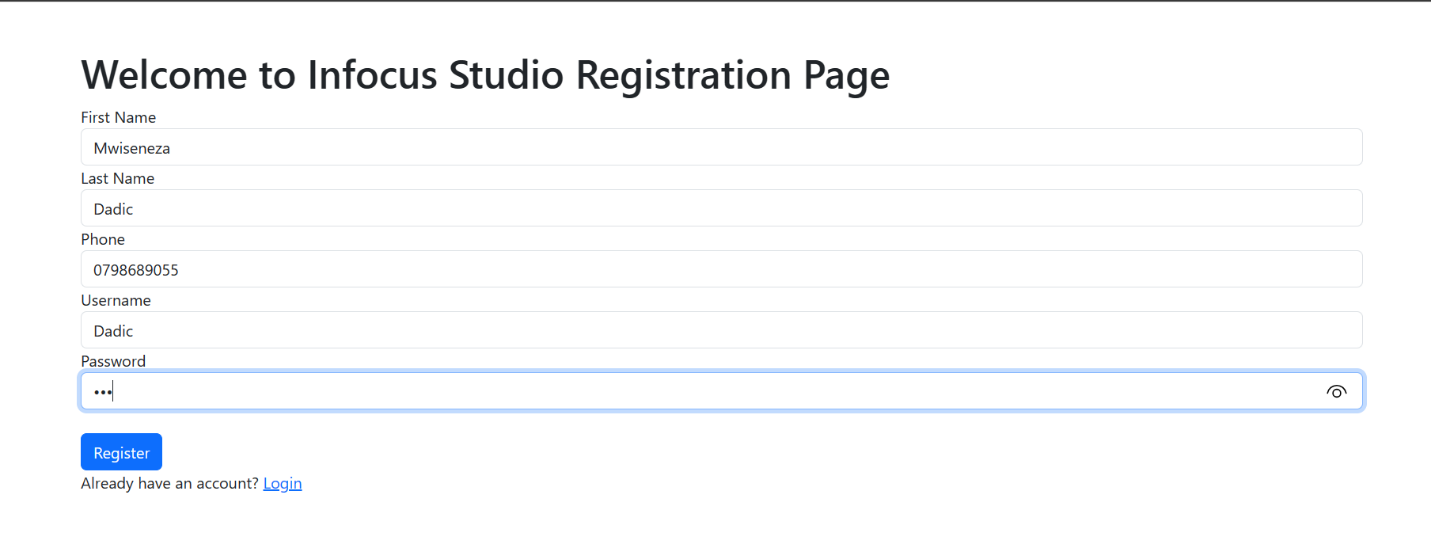 Welcome to Infocus Studio Registration Page
First Name
Mwiseneza
Last Name
Dadic
Phone
0798689055
Username
Dadic
Password
•••
Register
Already have an account? Login